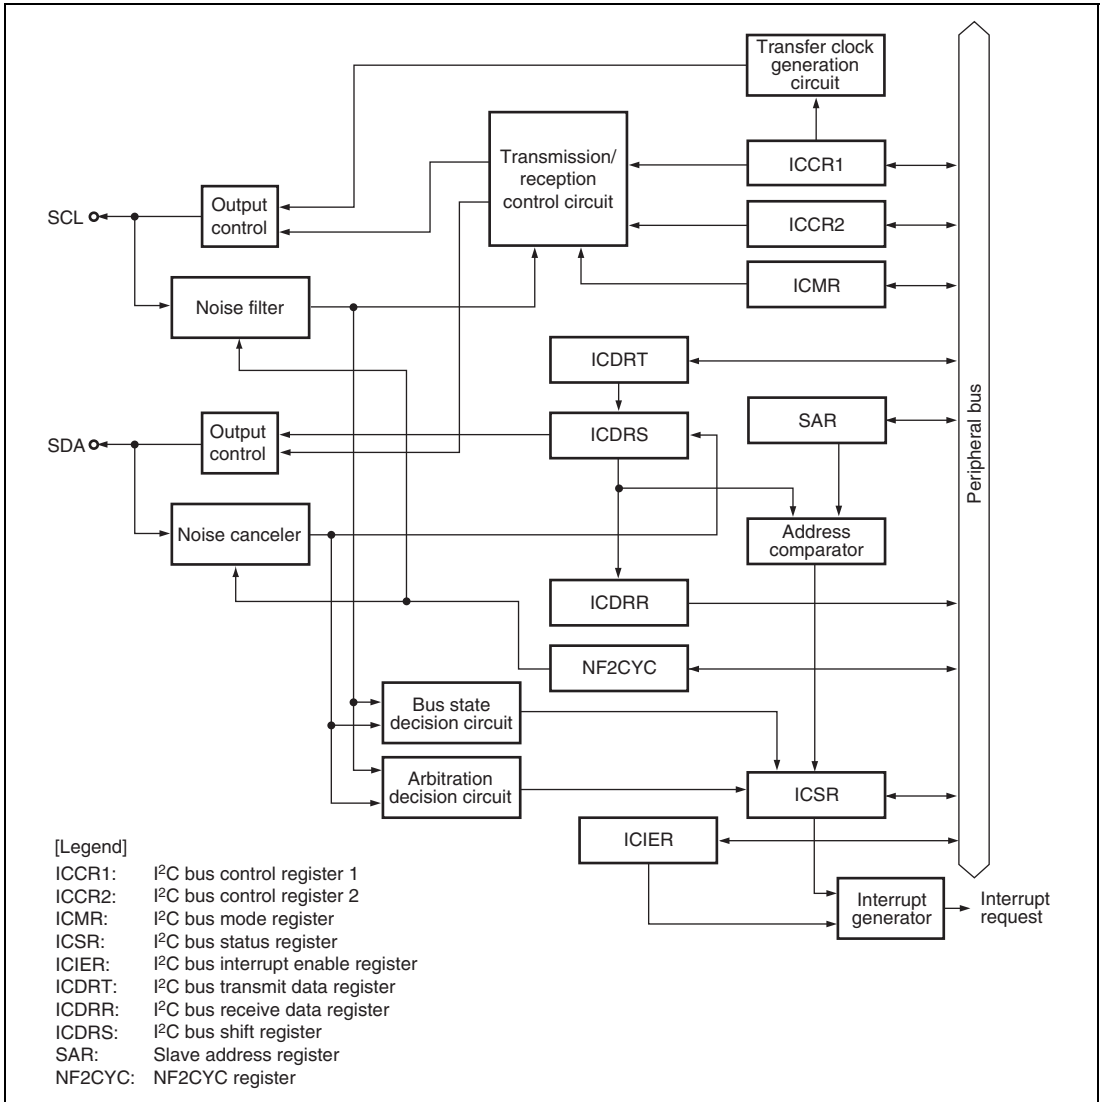 Transfer clock
generation
circuit
Transmission/
reception
control circuit
ICCR1
SCL
Output
control
ICCR2
ICMR
Noise filter
ICDRT
Peripheral bus
SAR
SDA
Output
control
ICDRS
Noise canceler
Address
comparator
ICDRR
NF2CYC
Bus state
decision circuit
Arbitration
decision circuit
ICSR
ICIER
Interrupt
generator
Interrupt
request
[Legend]
ICCR1: I²C bus control register 1
ICCR2: I²C bus control register 2
ICMR: I²C bus mode register
ICSR: I²C bus status register
ICIER: I²C bus interrupt enable register
ICDRT: I²C bus transmit data register
ICDRR: I²C bus receive data register
ICDRS: I²C bus shift register
SAR: Slave address register
NF2CYC: NF2CYC register